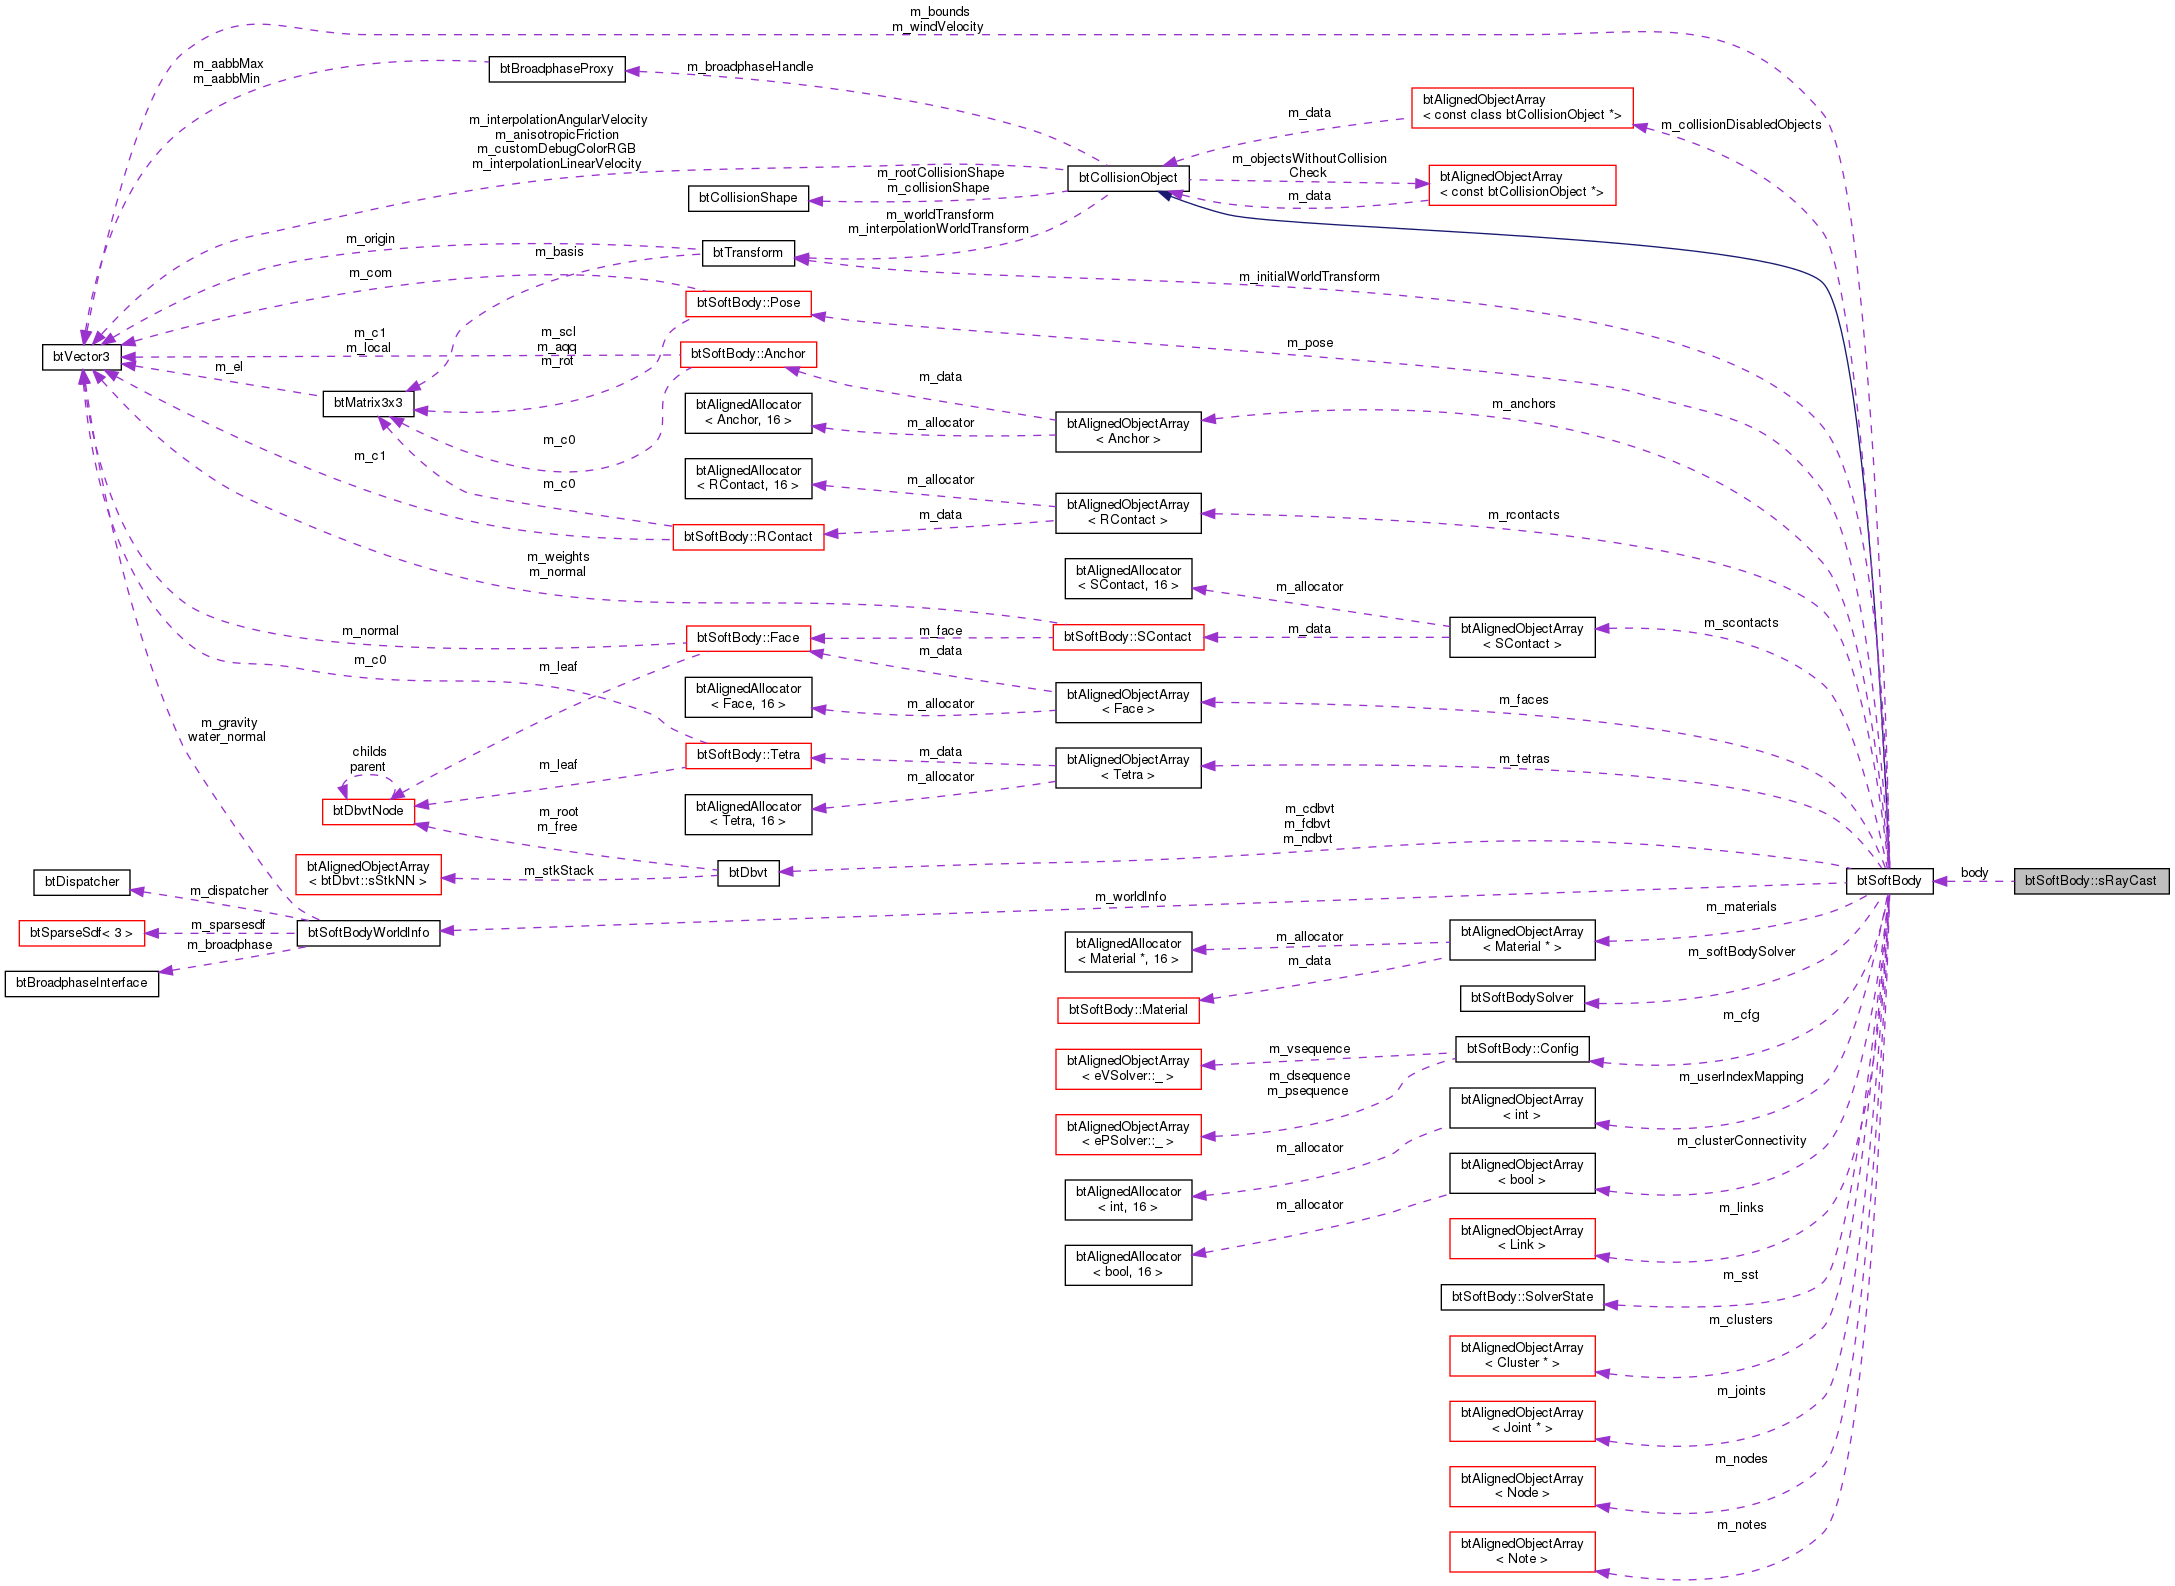 m_bounds
m_windVelocity
m_aabbMax
m_aabbMin
btBroadphaseProxy
m_broadphaseHandle
btAlignedObjectArray
< const class btCollisionObject *>
m_data
m_collisionDisabledObjects
m_interpolationAngularVelocity
m_anisotropicFriction
m_customDebugColorRGB
m_interpolationLinearVelocity
m_rootCollisionShape
m_collisionShape
btCollisionShape
btCollisionObject
m_objectsWithoutCollision
Check
m_data
btAlignedObjectArray
< const btCollisionObject *>
m_worldTransform
m_interpolationWorldTransform
m_origin
m_basis
btTransform
m_initialWorldTransform
m_com
btSoftBody::Pose
m_pose
btVector3
m_c1
m_local
m_scl
m_aqq
m_rot
btSoftBody::Anchor
m_el
btMatrix3x3
m_data
btAlignedAllocator
< Anchor, 16 >
m_allocator
btAlignedObjectArray
< Anchor >
m_anchors
m_c0
m_c1
m_c0
btAlignedAllocator
< RContact, 16 >
m_allocator
m_data
btAlignedObjectArray
< RContact >
m_rcontacts
btSoftBody::RContact
m_weights
m_normal
btAlignedAllocator
< SContact, 16 >
m_allocator
m_normal
btSoftBody::Face
m_face
btSoftBody::SContact
m_data
btAlignedObjectArray
< SContact >
m_scontacts
m_c0
m_leaf
m_data
btAlignedAllocator
< Face, 16 >
m_allocator
btAlignedObjectArray
< Face >
m_faces
m_gravity
water_normal
btSoftBody::Tetra
m_data
m_allocator
btAlignedObjectArray
< Tetra >
m_tetras
childs
parent
m_leaf
btDbvtNode
btAlignedAllocator
< Tetra, 16 >
m_root
m_free
m_cdbvt
m_fdbvt
m_ndbvt
btDispatcher
m_dispatcher
btAlignedObjectArray
< btDbvt::sStkNN >
m_stkStack
btDbvt
btSoftBody
body
btSoftBody::sRayCast
m_worldInfo
btSparseSdf< 3 >
m_sparsesdf
btSoftBodyWorldInfo
m_broadphase
btBroadphaseInterface
btAlignedAllocator
< Material *, 16 >
m_allocator
m_data
btAlignedObjectArray
< Material * >
m_materials
btSoftBody::Material
btSoftBodySolver
m_softBodySolver
btAlignedObjectArray
< eVSolver::_ >
m_vsequence
btSoftBody::Config
m_cfg
m_dsequence
m_psequence
btAlignedObjectArray
< ePSolver::_ >
btAlignedObjectArray
< int >
m_userIndexMapping
m_allocator
btAlignedAllocator
< int, 16 >
btAlignedObjectArray
< bool >
m_clusterConnectivity
m_allocator
btAlignedAllocator
< bool, 16 >
btAlignedObjectArray
< Link >
m_links
btSoftBody::SolverState
m_sst
btAlignedObjectArray
< Cluster * >
m_clusters
btAlignedObjectArray
< Joint * >
m_joints
btAlignedObjectArray
< Node >
m_nodes
btAlignedObjectArray
< Note >
m_notes